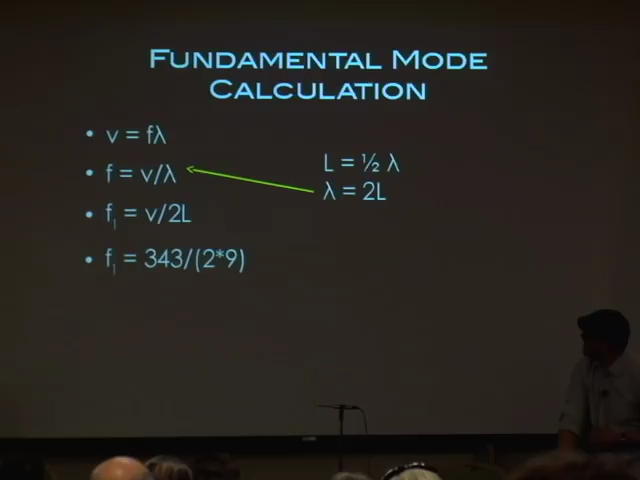 FUNDAMENTAL MODE
CALCULATION
• v = fλ
• f = v/λ
• f₁ = v/2L
• f₁ = 343/(2*9)
L = ½ λ
λ = 2L